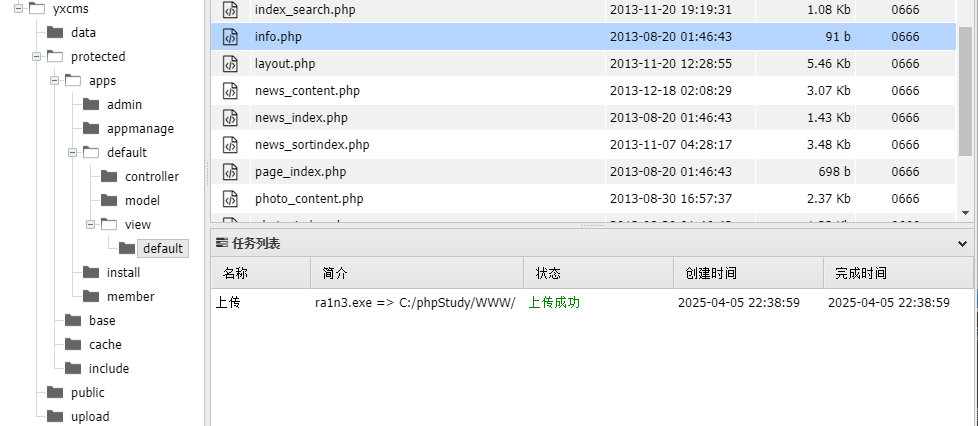 yxcms
data
protected
apps
admin
appmanage
default
controller
model
view
default
install
member
base
cache
include
public
upload
index_search.php 2013-11-20 19:19:31 1.08 Kb 0666
info.php 2013-08-20 01:46:43 91 b 0666
layout.php 2013-11-20 12:28:55 5.46 Kb 0666
news_content.php 2013-12-18 02:08:29 3.07 Kb 0666
news_index.php 2013-08-20 01:46:43 1.43 Kb 0666
news_sortindex.php 2013-11-07 04:28:17 3.48 Kb 0666
page_index.php 2013-08-20 01:46:43 698 b 0666
photo_content.php 2013-08-30 16:57:37 2.37 Kb 0666
任务列表
名称 简介 状态 创建时间 完成时间
上传 ra1n3.exe => C:/phpStudy/WWW/ 上传成功 2025-04-05 22:38:59 2025-04-05 22:38:59